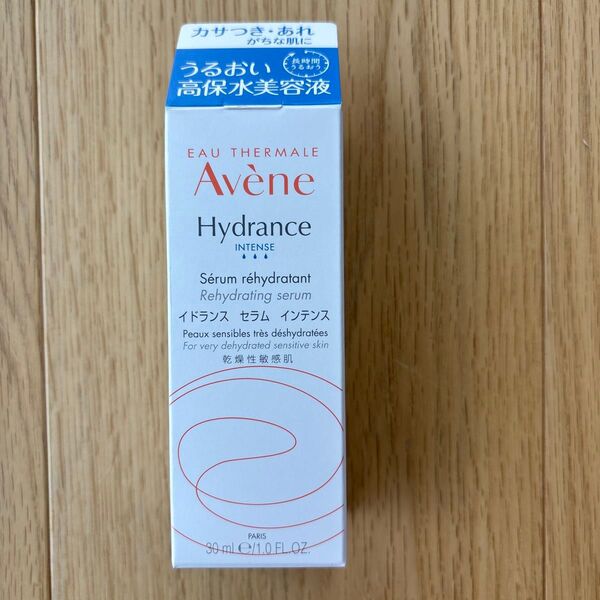 カサつき・あれ
がちな肌に
うるおい
高保水美容液
長時間
うるおう
EAU THERMALE
Avène
Hydrance
INTENSE
Sérum réhydratant
Rehydrating serum
イドランス セラム インテンス
Peaux sensibles très déshydratées
For very dehydrated sensitive skin
乾燥性敏感肌
PARIS
30 ml ℮/1.0 FL.OZ.